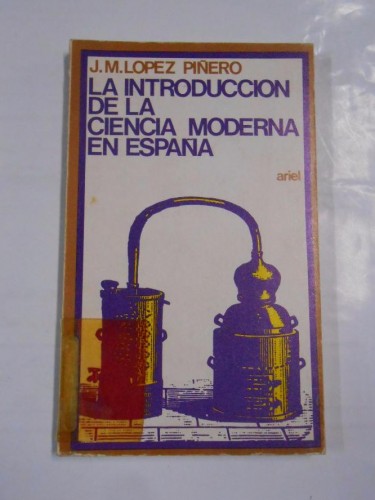 J.M.LOPEZ PIÑERO
LA INTRODUCCION
DE LA
CIENCIA MODERNA
EN ESPAÑA
ariel